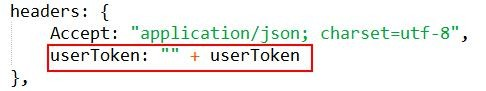 headers: {
Accept: "application/json; charset=utf-8",
userToken: "" + userToken
},